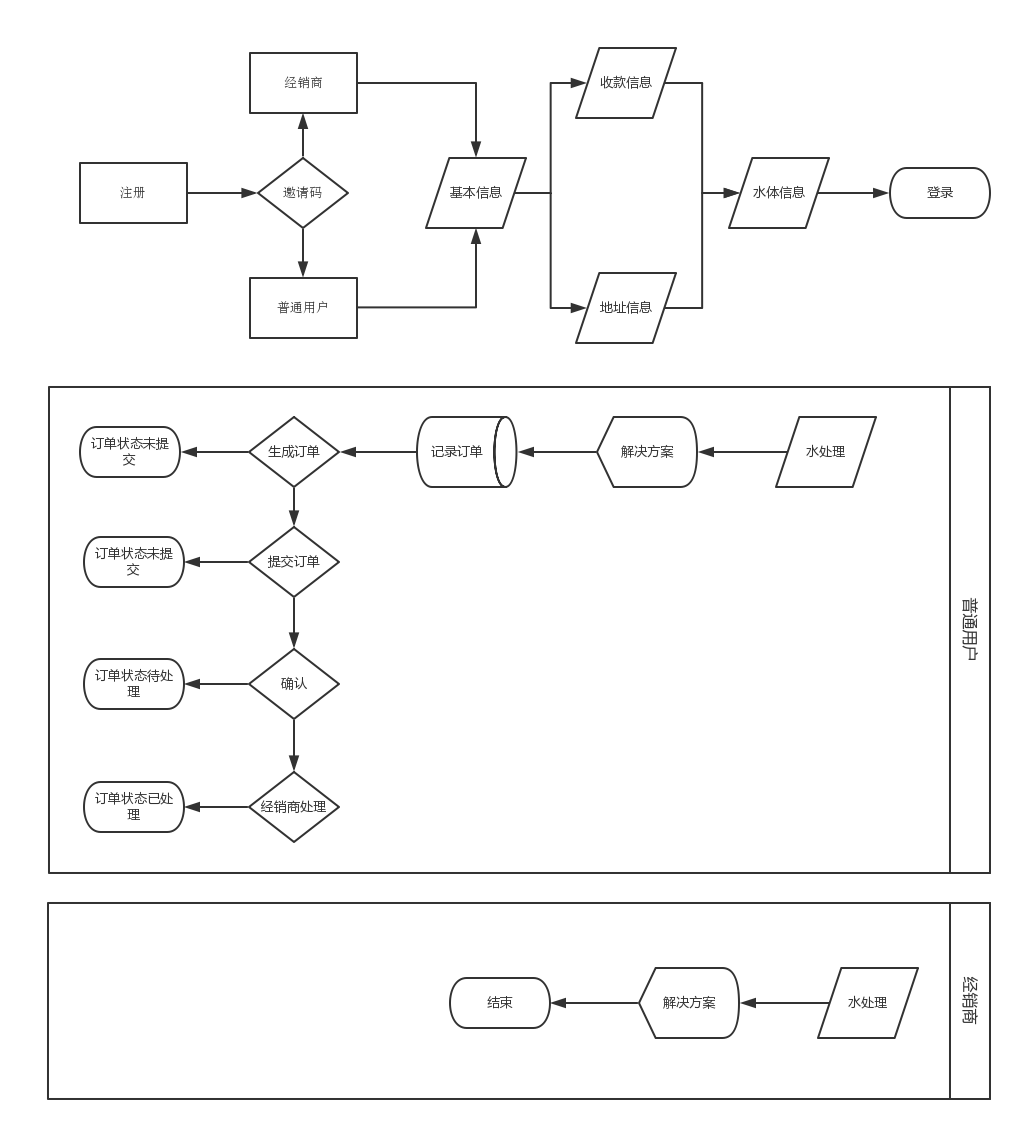 经销商
收款信息
注册
邀请码
基本信息
水体信息
登录
普通用户
地址信息
订单状态未提
交
生成订单
记录订单
解决方案
水处理
订单状态未提
交
提交订单
普通用户
订单状态待处
理
确认
订单状态已处
理
经销商处理
结束
解决方案
水处理
经销商